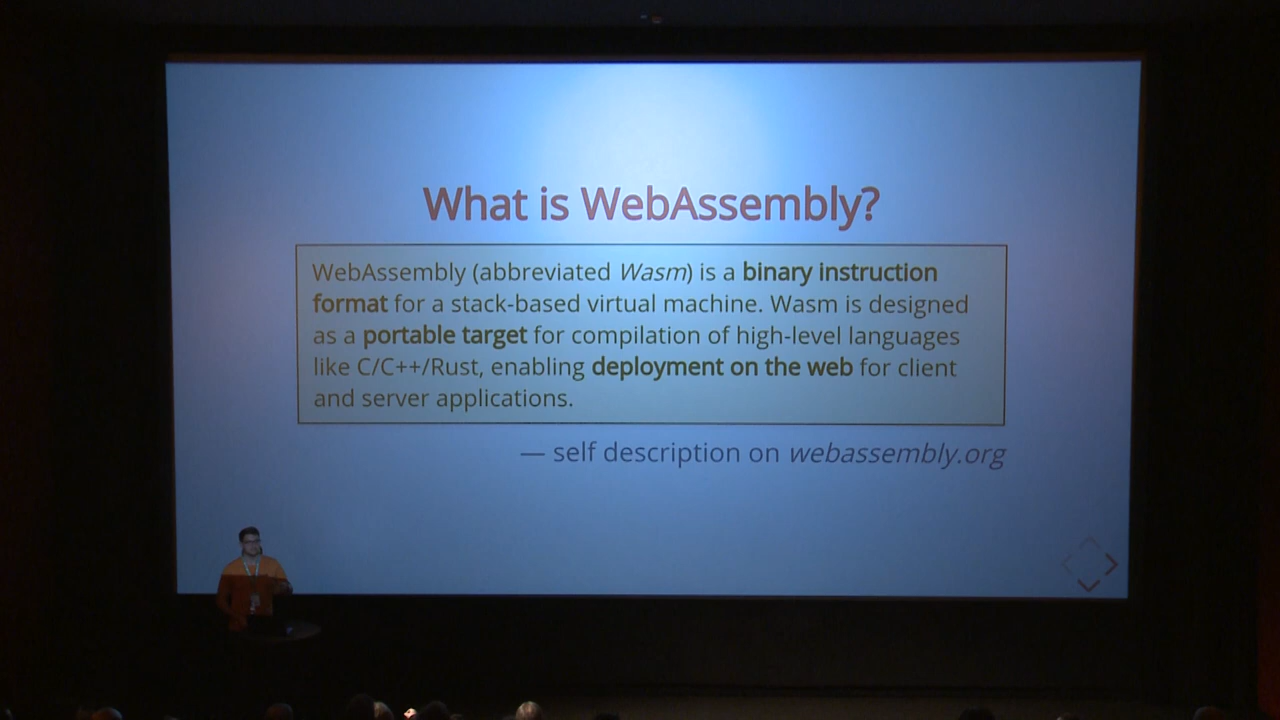 What is WebAssembly?
WebAssembly (abbreviated Wasm) is a binary instruction
format for a stack-based virtual machine. Wasm is designed
as a portable target for compilation of high-level languages
like C/C++/Rust, enabling deployment on the web for client
and server applications.
— self description on webassembly.org